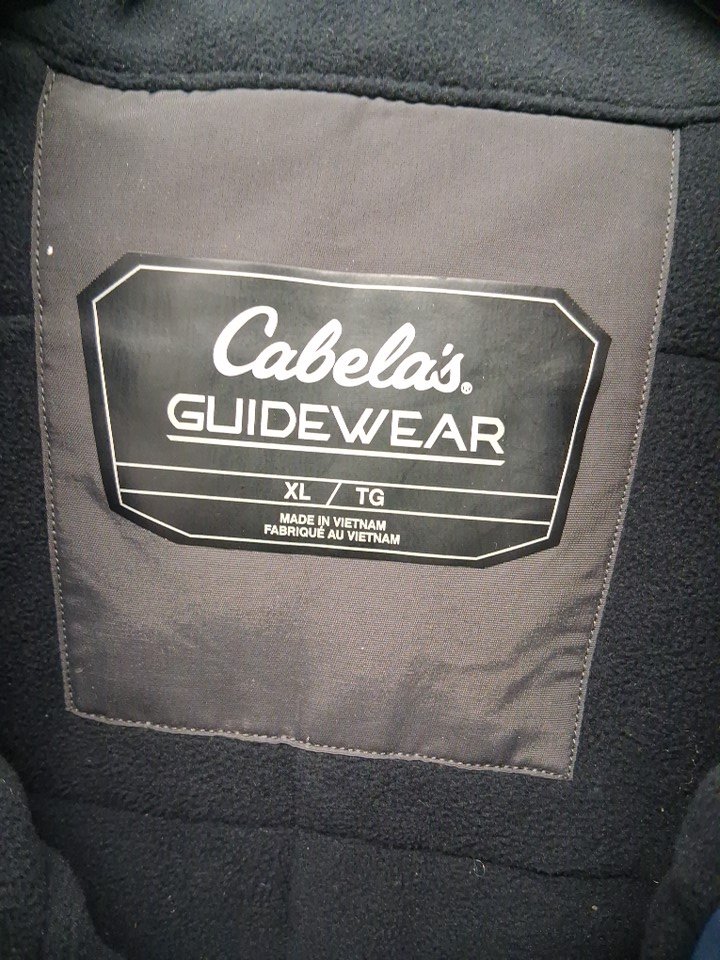 Cabela's®
GUIDEWEAR
XL / TG
MADE IN VIETNAM
FABRIQUÉ AU VIETNAM